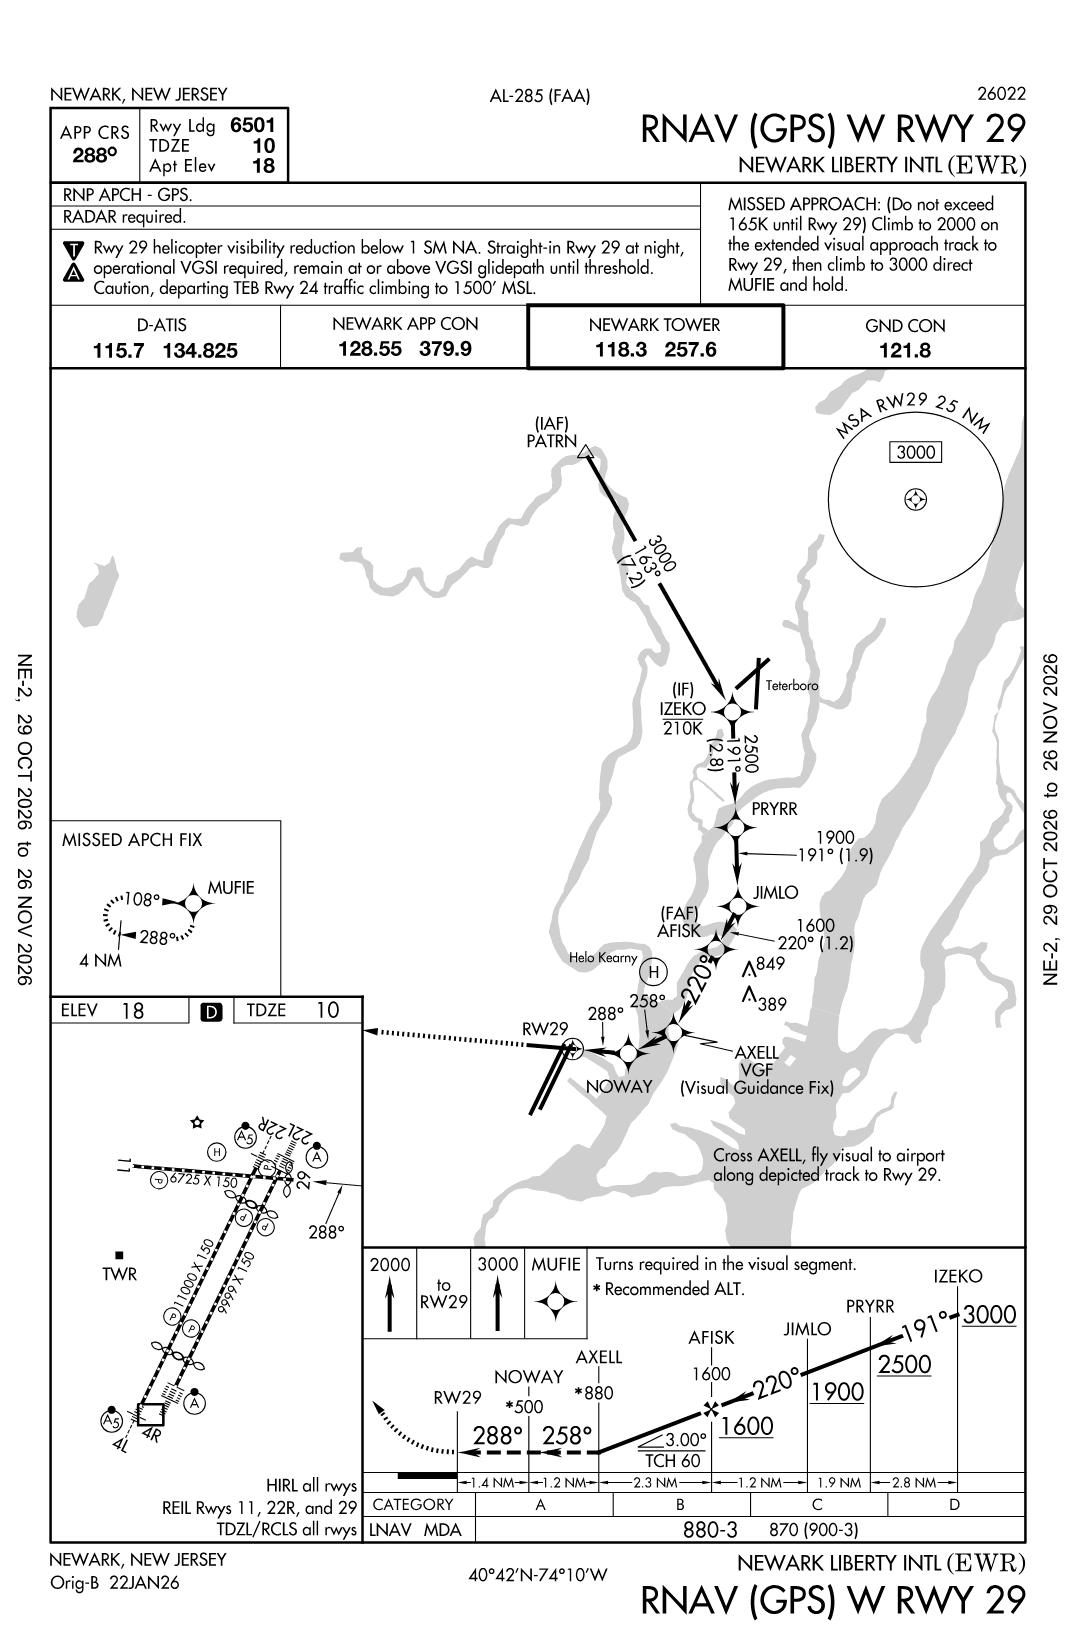 NEWARK, NEW JERSEY
AL-285 (FAA)
26022
RNAV (GPS) W RWY 29
NEWARK LIBERTY INTL (EWR)
APP CRS
288°
Rwy Ldg 6501
TDZE 10
Apt Elev 18
RNP APCH - GPS.
RADAR required.
T
A
Rwy 29 helicopter visibility reduction below 1 SM NA. Straight-in Rwy 29 at night,
operational VGSI required, remain at or above VGSI glidepath until threshold.
Caution, departing TEB Rwy 24 traffic climbing to 1500' MSL.
MISSED APPROACH: (Do not exceed
165K until Rwy 29) Climb to 2000 on
the extended visual approach track to
Rwy 29, then climb to 3000 direct
MUFIE and hold.
D-ATIS
115.7 134.825
NEWARK APP CON
128.55 379.9
NEWARK TOWER
118.3 257.6
GND CON
121.8
MSA RW29 25 NM
3000
(IAF)
PATRN
3000
163°
(7.2)
(IF)
IZEKO
210K
Teterboro
2500
191°
(2.8)
PRYRR
1900
191° (1.9)
JIMLO
(FAF)
AFISK
1600
220° (1.2)
Helo Kearny
H
220°
849
389
258°
288°
RW29
NOWAY
AXELL
VGF
(Visual Guidance Fix)
Cross AXELL, fly visual to airport
along depicted track to Rwy 29.
MISSED APCH FIX
MUFIE
108°
288°
4 NM
ELEV 18
D
TDZE 10
A5
22R
22L
A
H
11
P
6725 X 150
P
29
288°
P
P
TWR
11000 X 150
9999 X 150
P
P
A5
A
4L
4R
HIRL all rwys
REIL Rwys 11, 22R, and 29
TDZL/RCLS all rwys
2000
to
RW29
3000
MUFIE
Turns required in the visual segment.
* Recommended ALT.
IZEKO
PRYRR
JIMLO
AFISK
AXELL
NOWAY
RW29
191°
3000
2500
220°
1900
1600
1600
*880
*500
288°
258°
3.00°
TCH 60
1.4 NM
1.2 NM
2.3 NM
1.2 NM
1.9 NM
2.8 NM
CATEGORY A B C D
LNAV MDA 880-3 870 (900-3)
NEWARK, NEW JERSEY
Orig-B 22JAN26
40°42'N-74°10'W
NEWARK LIBERTY INTL (EWR)
RNAV (GPS) W RWY 29
NE-2, 29 OCT 2026 to 26 NOV 2026
NE-2, 29 OCT 2026 to 26 NOV 2026